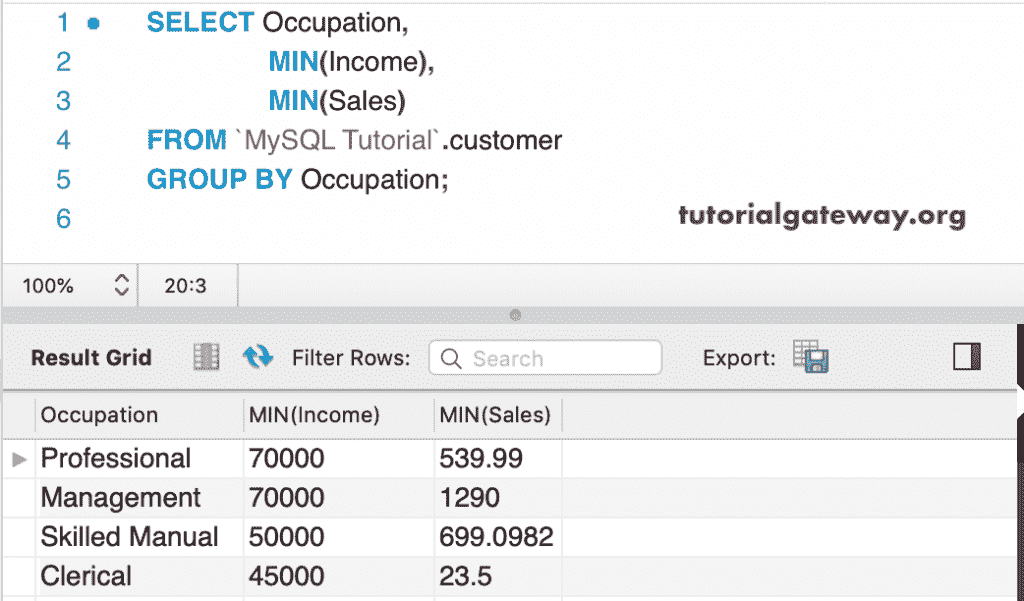 1 SELECT Occupation,
2 MIN(Income),
3 MIN(Sales)
4 FROM `MySQL Tutorial`.customer
5 GROUP BY Occupation;
6
tutorialgateway.org
100% 20:3
Result Grid Filter Rows: Search Export:
Occupation MIN(Income) MIN(Sales)
Professional 70000 539.99
Management 70000 1290
Skilled Manual 50000 699.0982
Clerical 45000 23.5